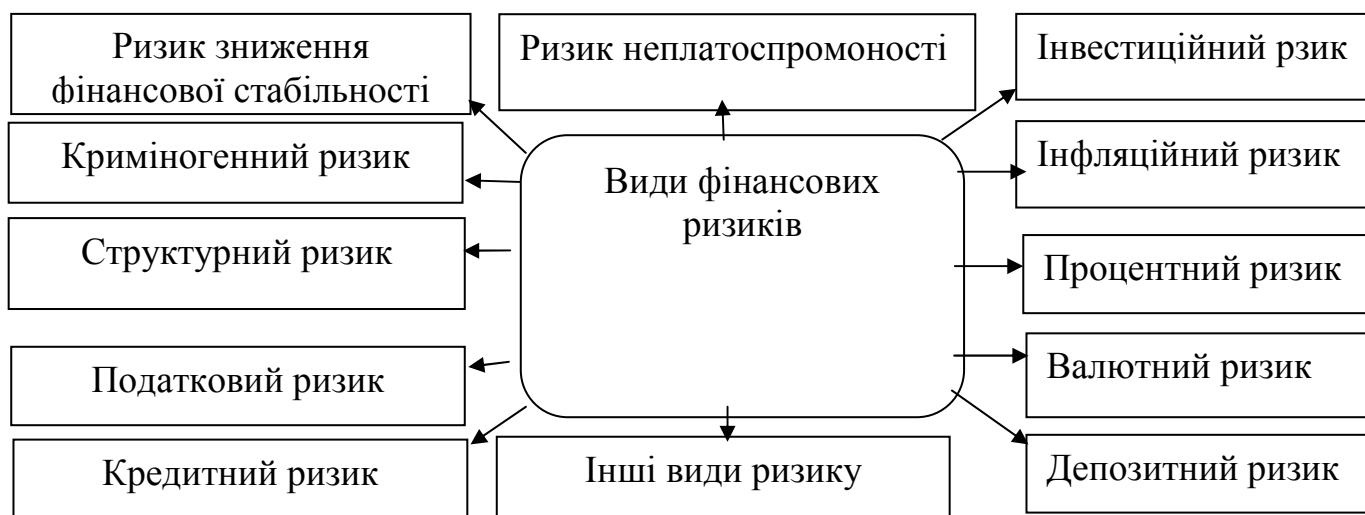 Ризик зниження
фінансової стабільності
Ризик неплатоспромоності
Інвестиційний рзик
Криміногенний ризик
Інфляційний ризик
Види фінансових
ризиків
Структурний ризик
Процентний ризик
Податковий ризик
Валютний ризик
Кредитний ризик
Інші види ризику
Депозитний ризик